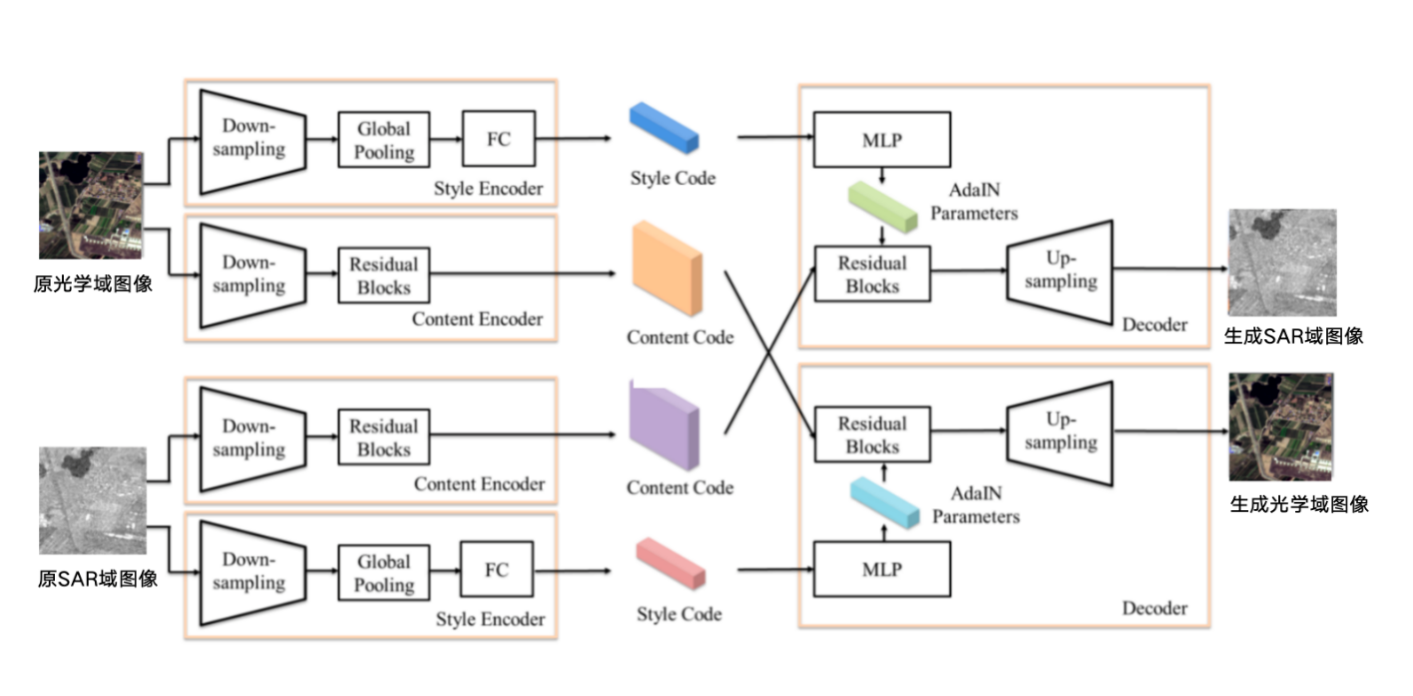 Down-
sampling
Global
Pooling
FC
Style Encoder
Style Code
MLP
AdaIN
Parameters
原光学域图像
Down-
sampling
Residual
Blocks
Content Encoder
Content Code
Residual
Blocks
Up-
sampling
Decoder
生成SAR域图像
Down-
sampling
Residual
Blocks
Content Encoder
Content Code
Residual
Blocks
Up-
sampling
生成光学域图像
AdaIN
Parameters
原SAR域图像
Down-
sampling
Global
Pooling
FC
Style Encoder
Style Code
MLP
Decoder